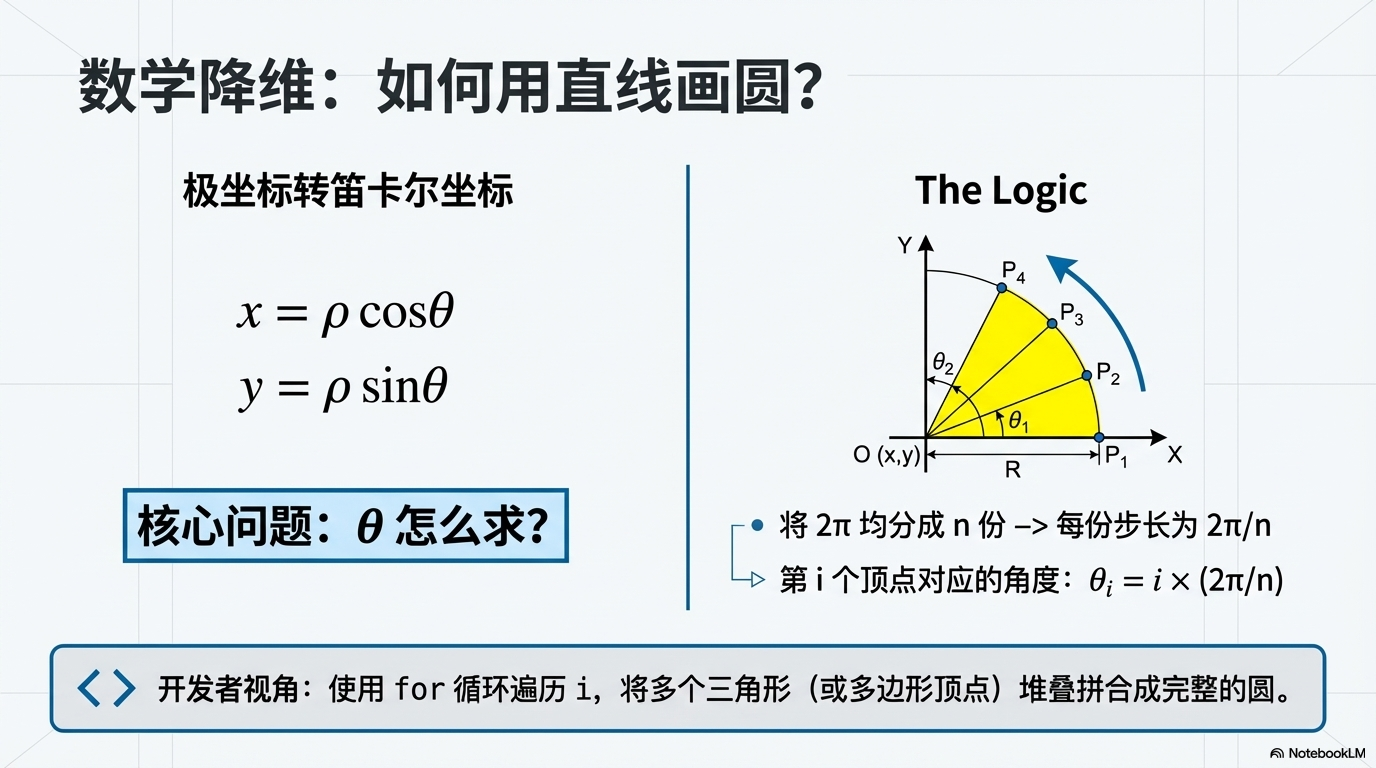 数学降维：如何用直线画圆？
极坐标转笛卡尔坐标
x = ρ cosθ
y = ρ sinθ
核心问题：θ 怎么求？
The Logic
Y
P₄
P₃
θ₂
P₂
θ₁
O (x,y)
R
P₁
X
将 2π 均分成 n 份 –> 每份步长为 2π/n
第 i 个顶点对应的角度：θᵢ = i × (2π/n)
开发者视角：使用 for 循环遍历 i，将多个三角形（或多边形顶点）堆叠拼合成完整的圆。
NotebookLM